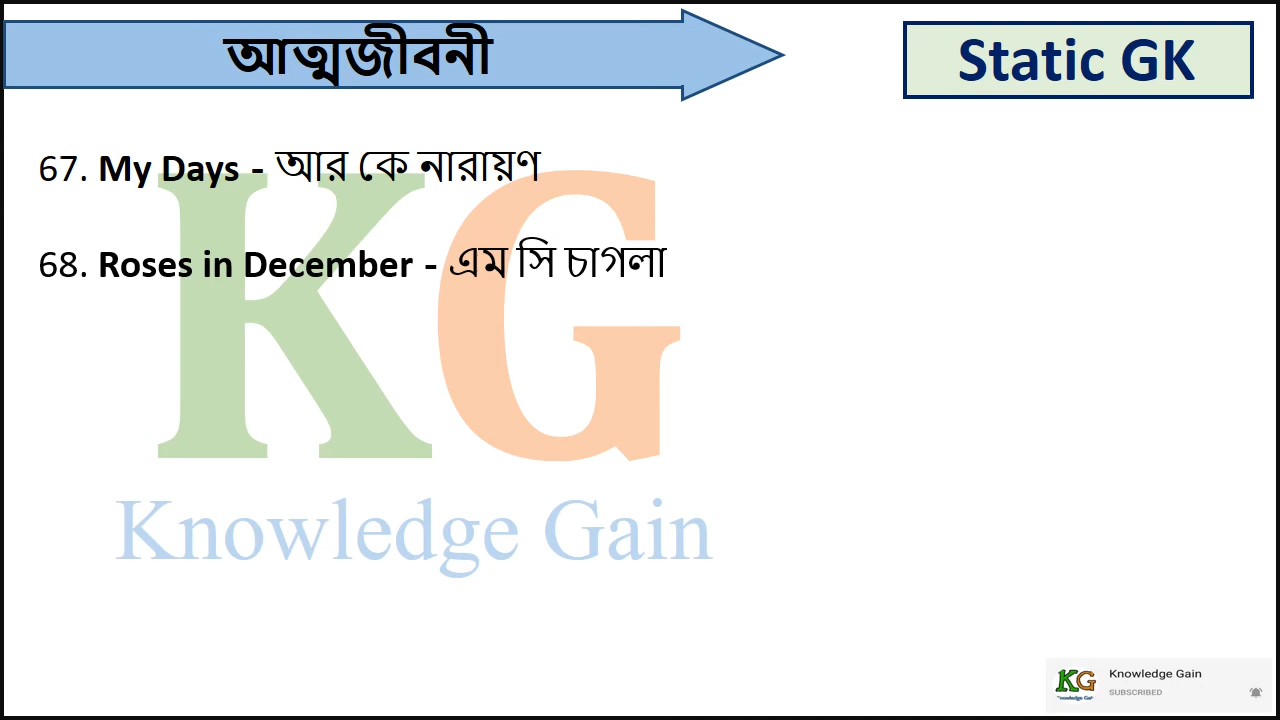 আত্মজীবনী
Static GK
67. My Days - আর কে নারায়ণ
68. Roses in December - এম সি চাগলা
KG
Knowledge Gain
KG
Knowledge Gain
SUBSCRIBED